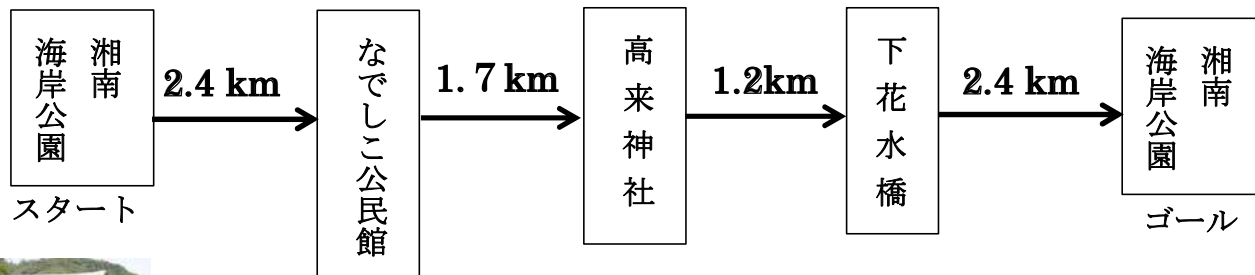 湘南
海岸公園
スタート
2.4 km
なでしこ公民館
1.7 km
高来神社
1.2km
下花水橋
2.4 km
湘南
海岸公園
ゴール